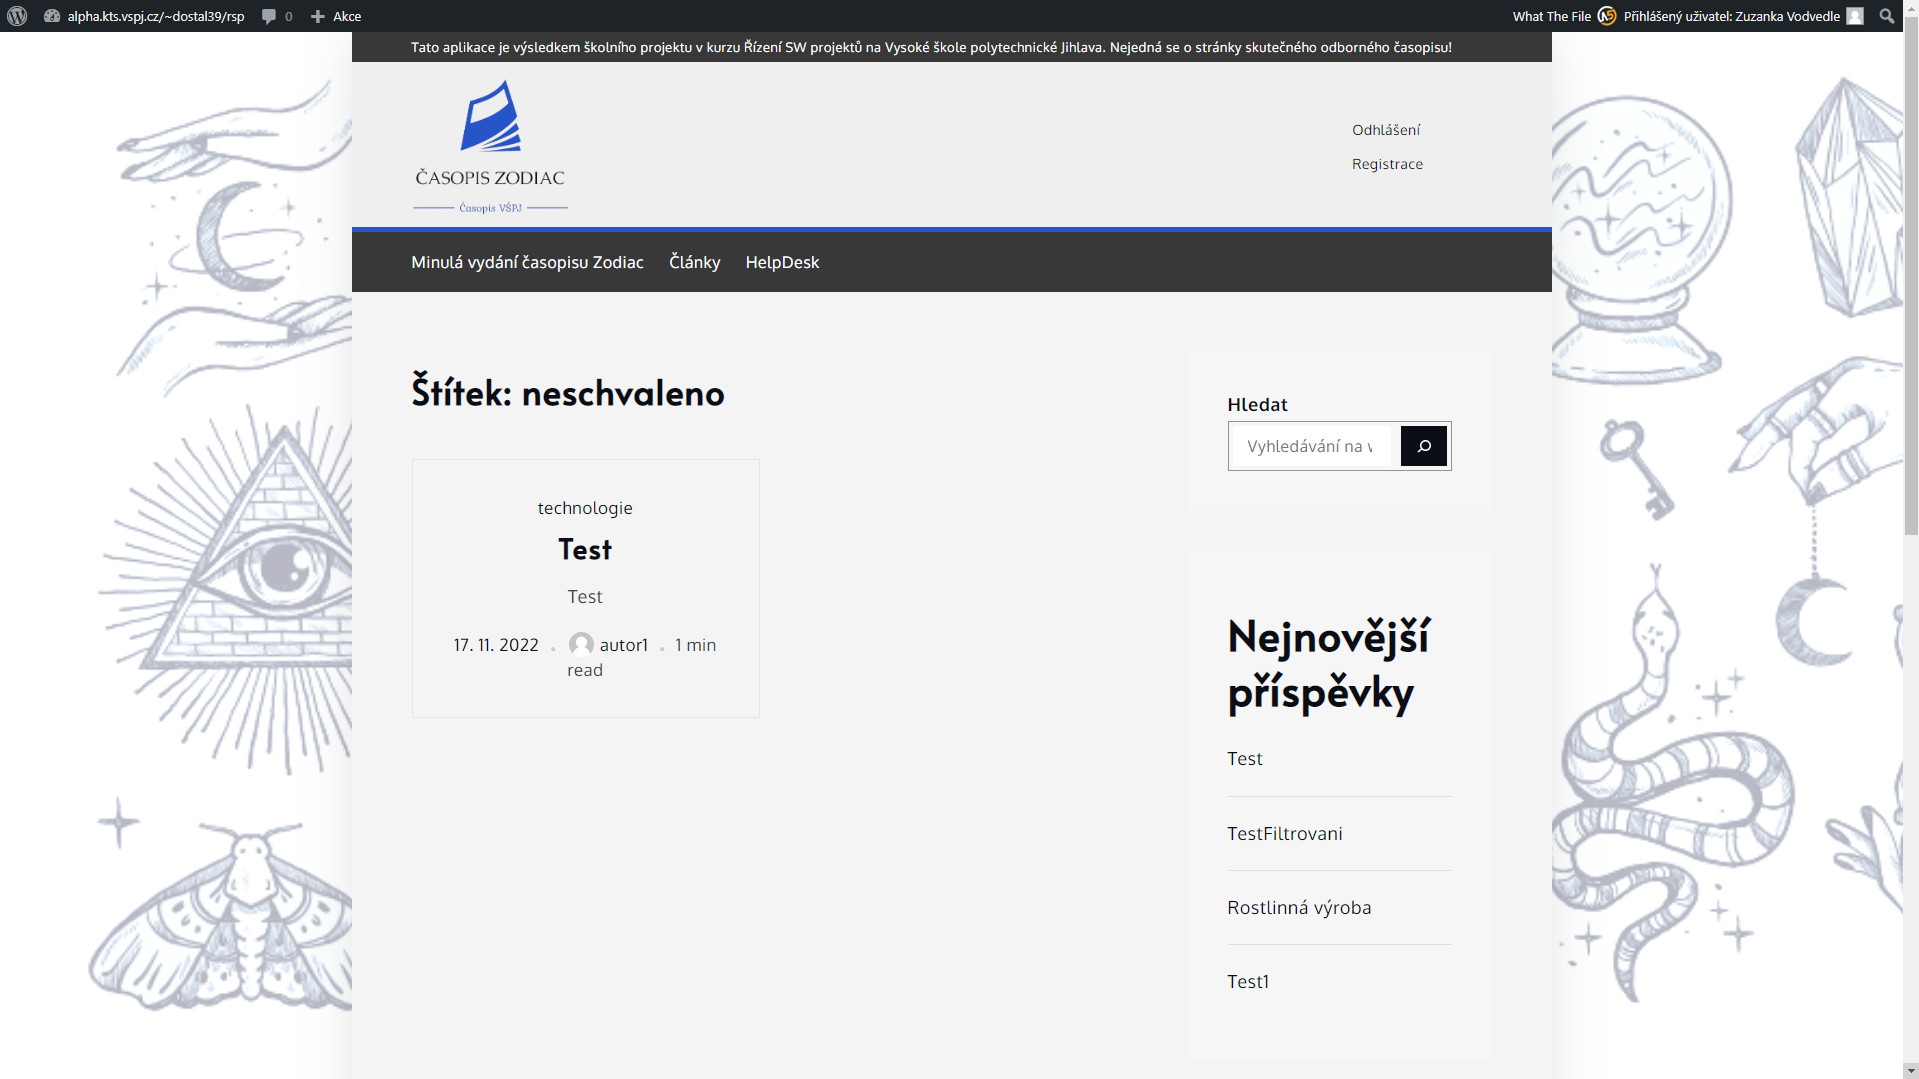 alpha.kts.vspj.cz/~dostal39/rsp 0 Akce What The File Přihlášený uživatel: Zuzanka Vodvedle
Tato aplikace je výsledkem školního projektu v kurzu Řízení SW projektů na Vysoké škole polytechnické Jihlava. Nejedná se o stránky skutečného odborného časopisu!
ČASOPIS ZODIAC
Časopis VŠPJ
Odhlášení
Registrace
Minulá vydání časopisu Zodiac Články HelpDesk
Štítek: neschvaleno
technologie
Test
Test
17. 11. 2022 autor1 1 min
read
Hledat
Vyhledávání na v
Nejnovější
příspěvky
Test
TestFiltrovani
Rostlinná výroba
Test1